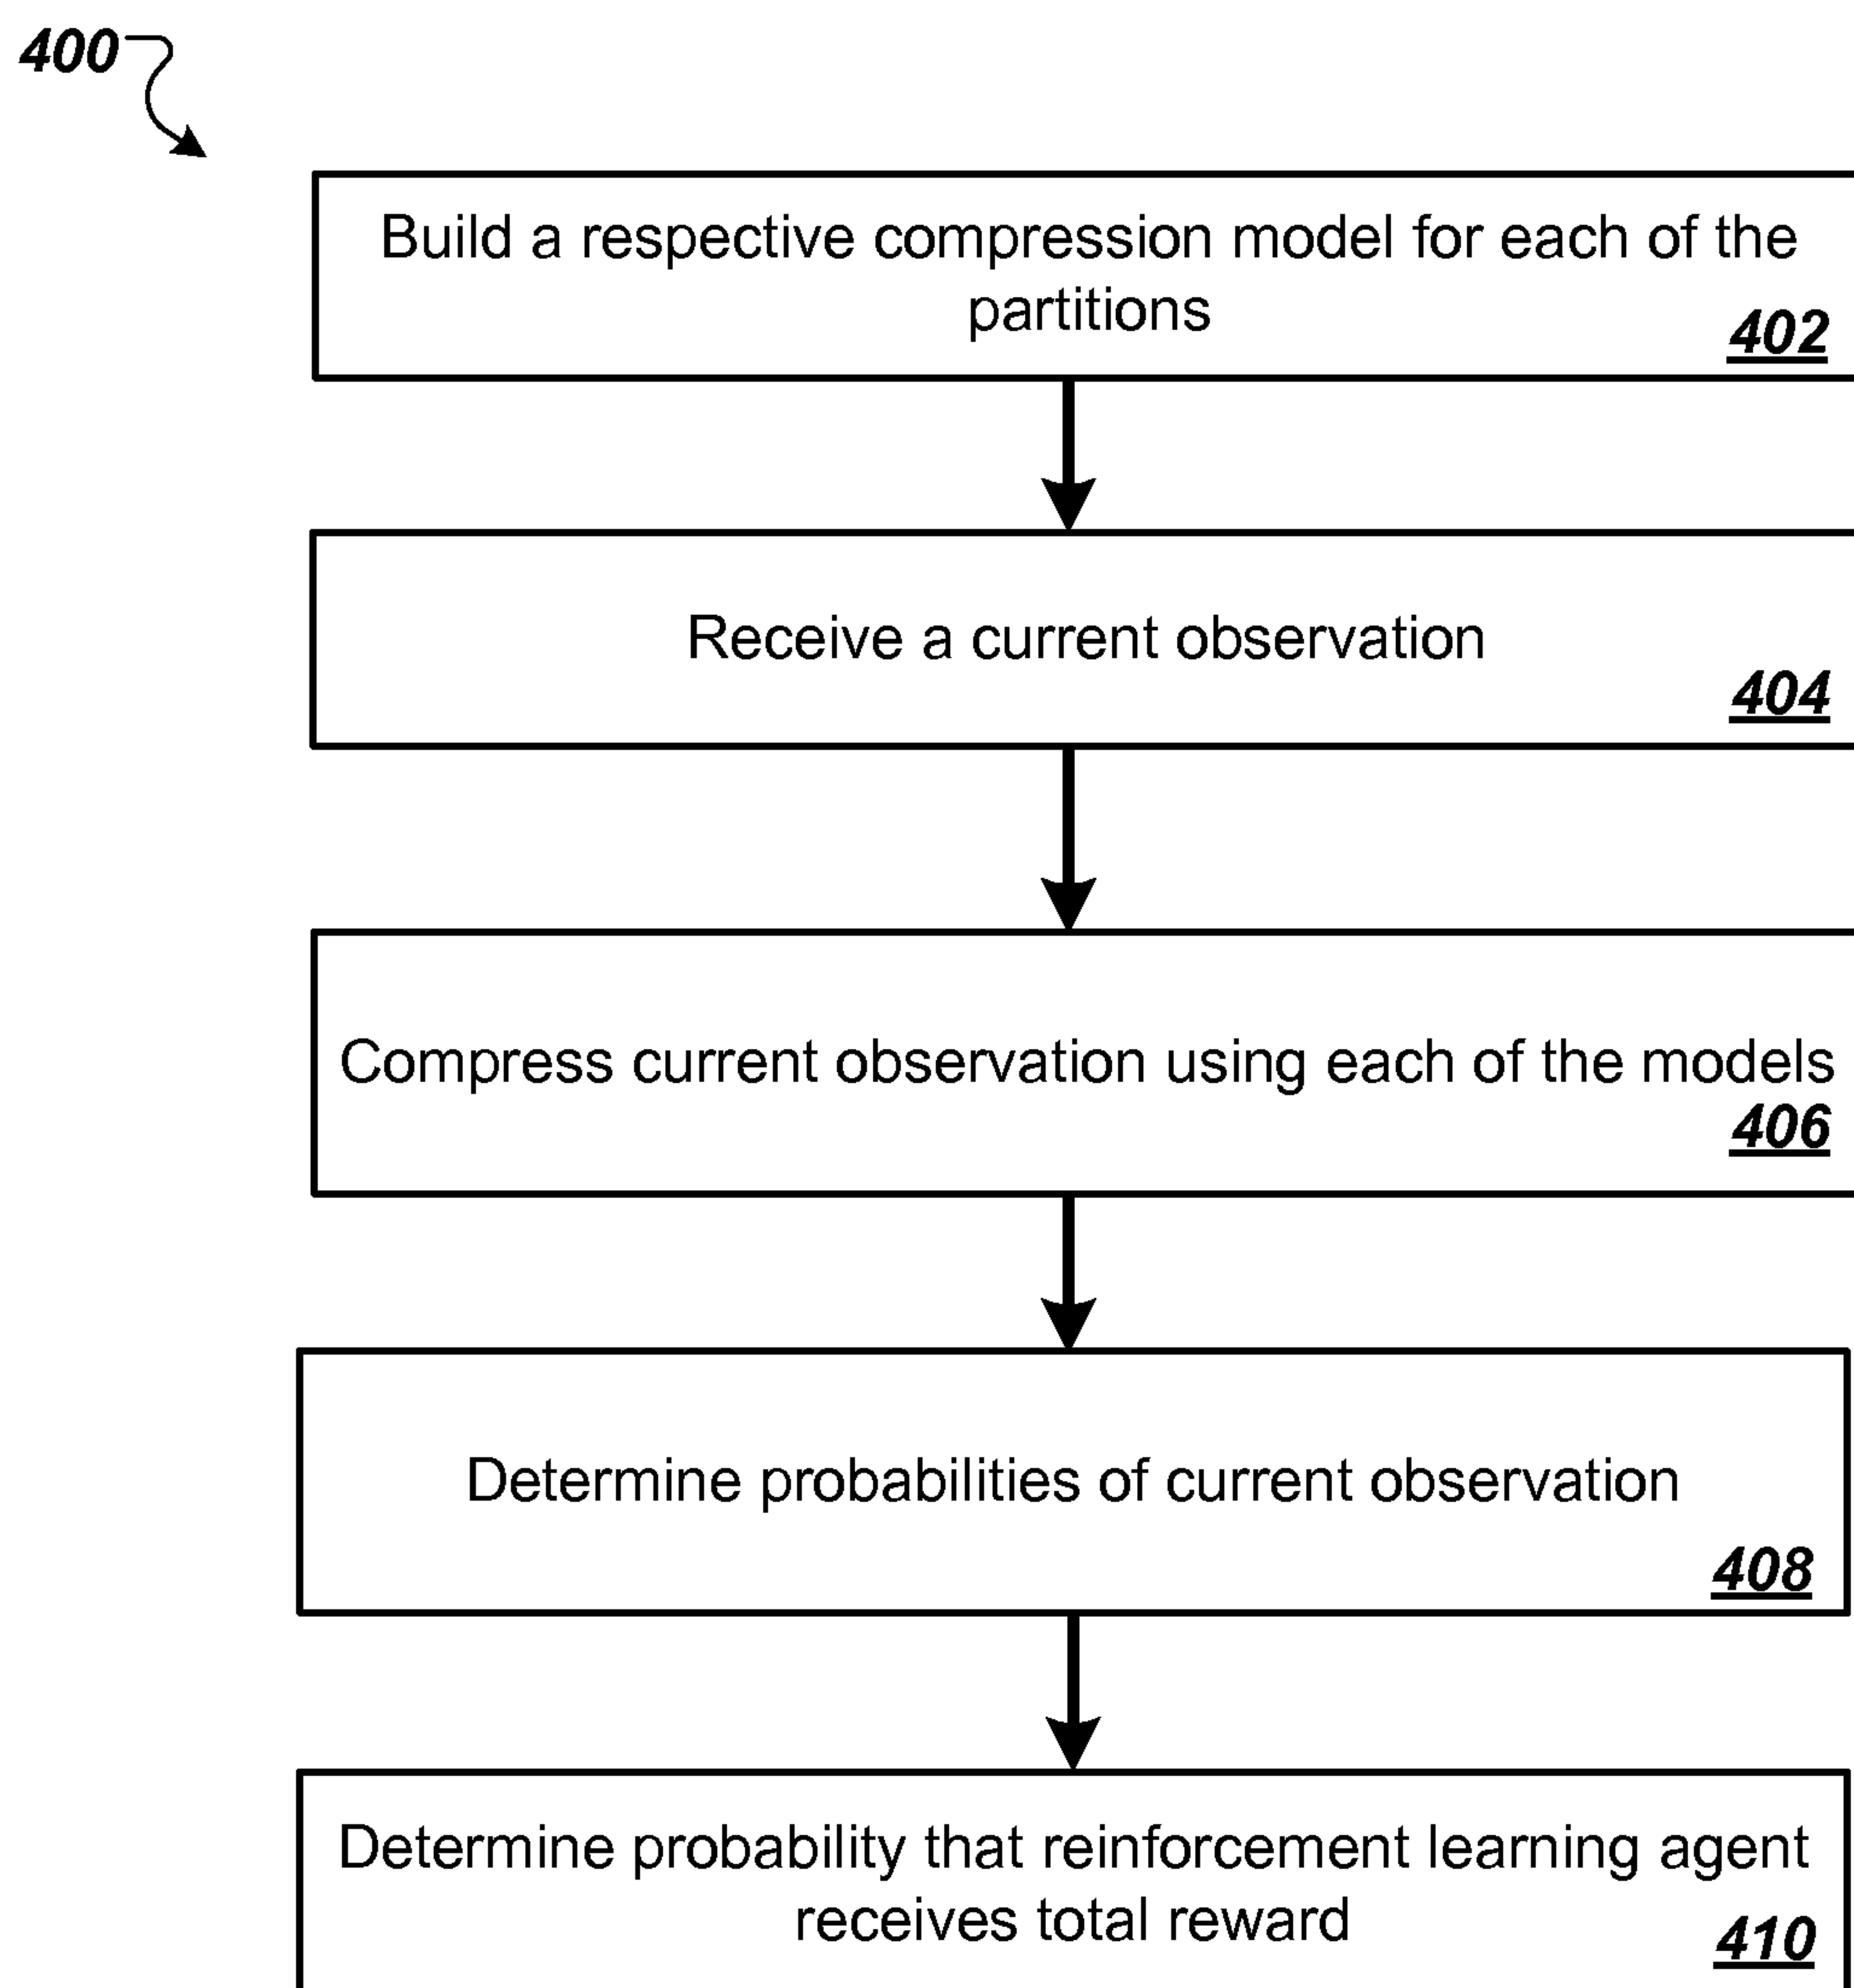 400
Build a respective compression model for each of the
partitions
402
Receive a current observation
404
Compress current observation using each of the models
406
Determine probabilities of current observation
408
Determine probability that reinforcement learning agent
receives total reward
410